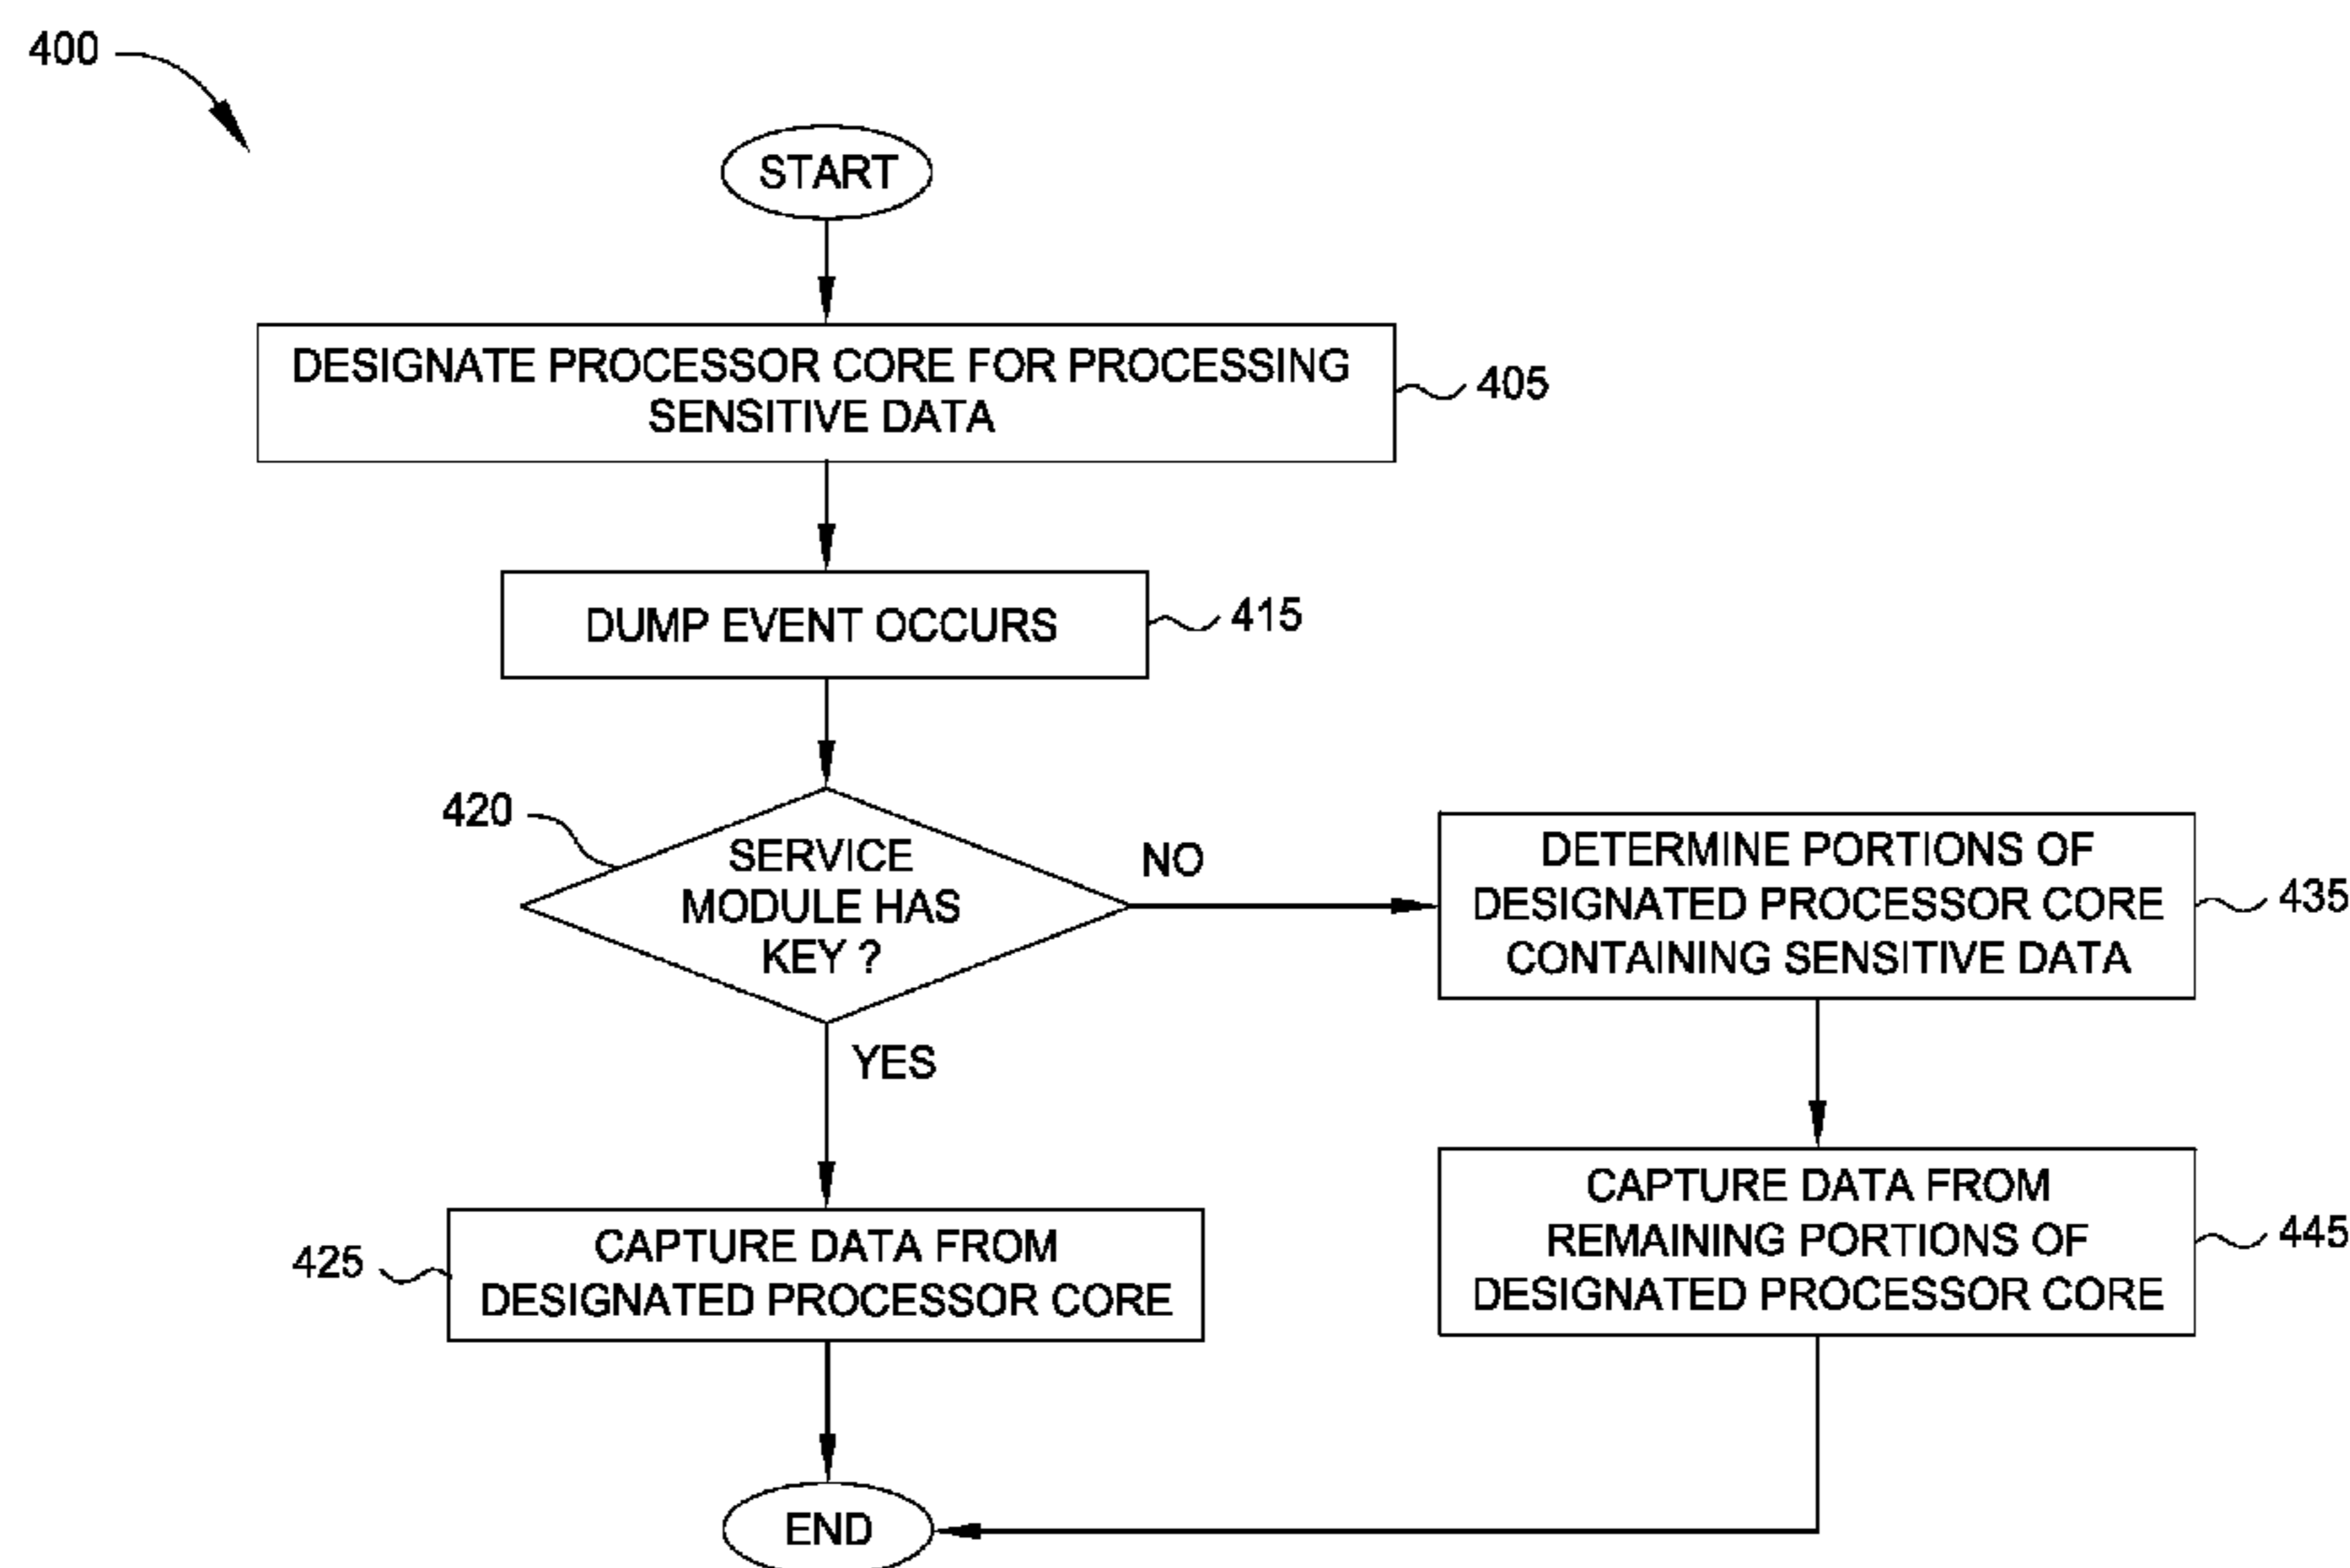 400
START
DESIGNATE PROCESSOR CORE FOR PROCESSING
SENSITIVE DATA
405
DUMP EVENT OCCURS
415
420
SERVICE
MODULE HAS
KEY ?
NO
YES
DETERMINE PORTIONS OF
DESIGNATED PROCESSOR CORE
CONTAINING SENSITIVE DATA
435
CAPTURE DATA FROM
REMAINING PORTIONS OF
DESIGNATED PROCESSOR CORE
445
425
CAPTURE DATA FROM
DESIGNATED PROCESSOR CORE
END